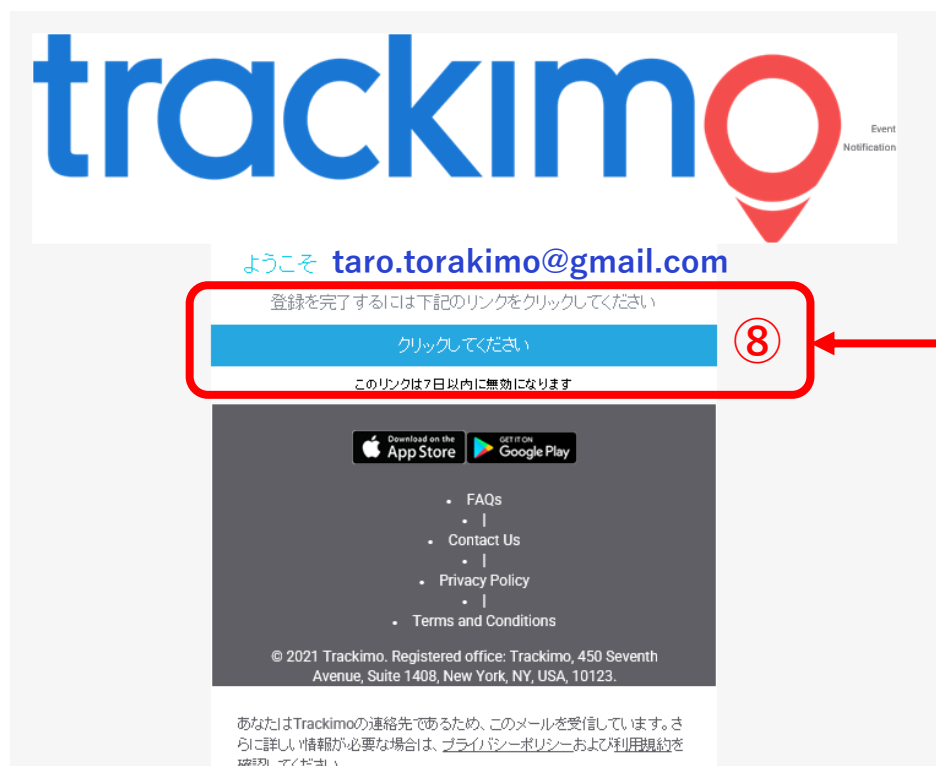 trackimo
Event
Notification
ようこそ taro.torakimo@gmail.com
登録を完了するには下記のリンクをクリックしてください
クリックしてください
⑧
このリンクは7日以内に無効になります
Download on the
App Store
GET IT ON
Google Play
• FAQs
• |
• Contact Us
• |
• Privacy Policy
• |
• Terms and Conditions
© 2021 Trackimo. Registered office: Trackimo, 450 Seventh
Avenue, Suite 1408, New York, NY, USA, 10123.
あなたはTrackimoの連絡先であるため、このメールを受信しています。さ
らに詳しい情報が必要な場合は、プライバシーポリシーおよび利用規約を
確認してください